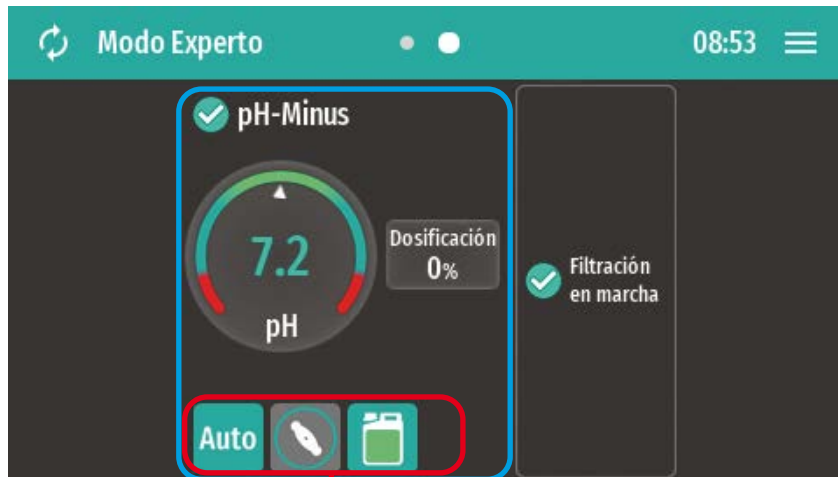 Modo Experto
08:53
pH-Minus
7.2
pH
Dosificación
0%
Filtración
en marcha
Auto